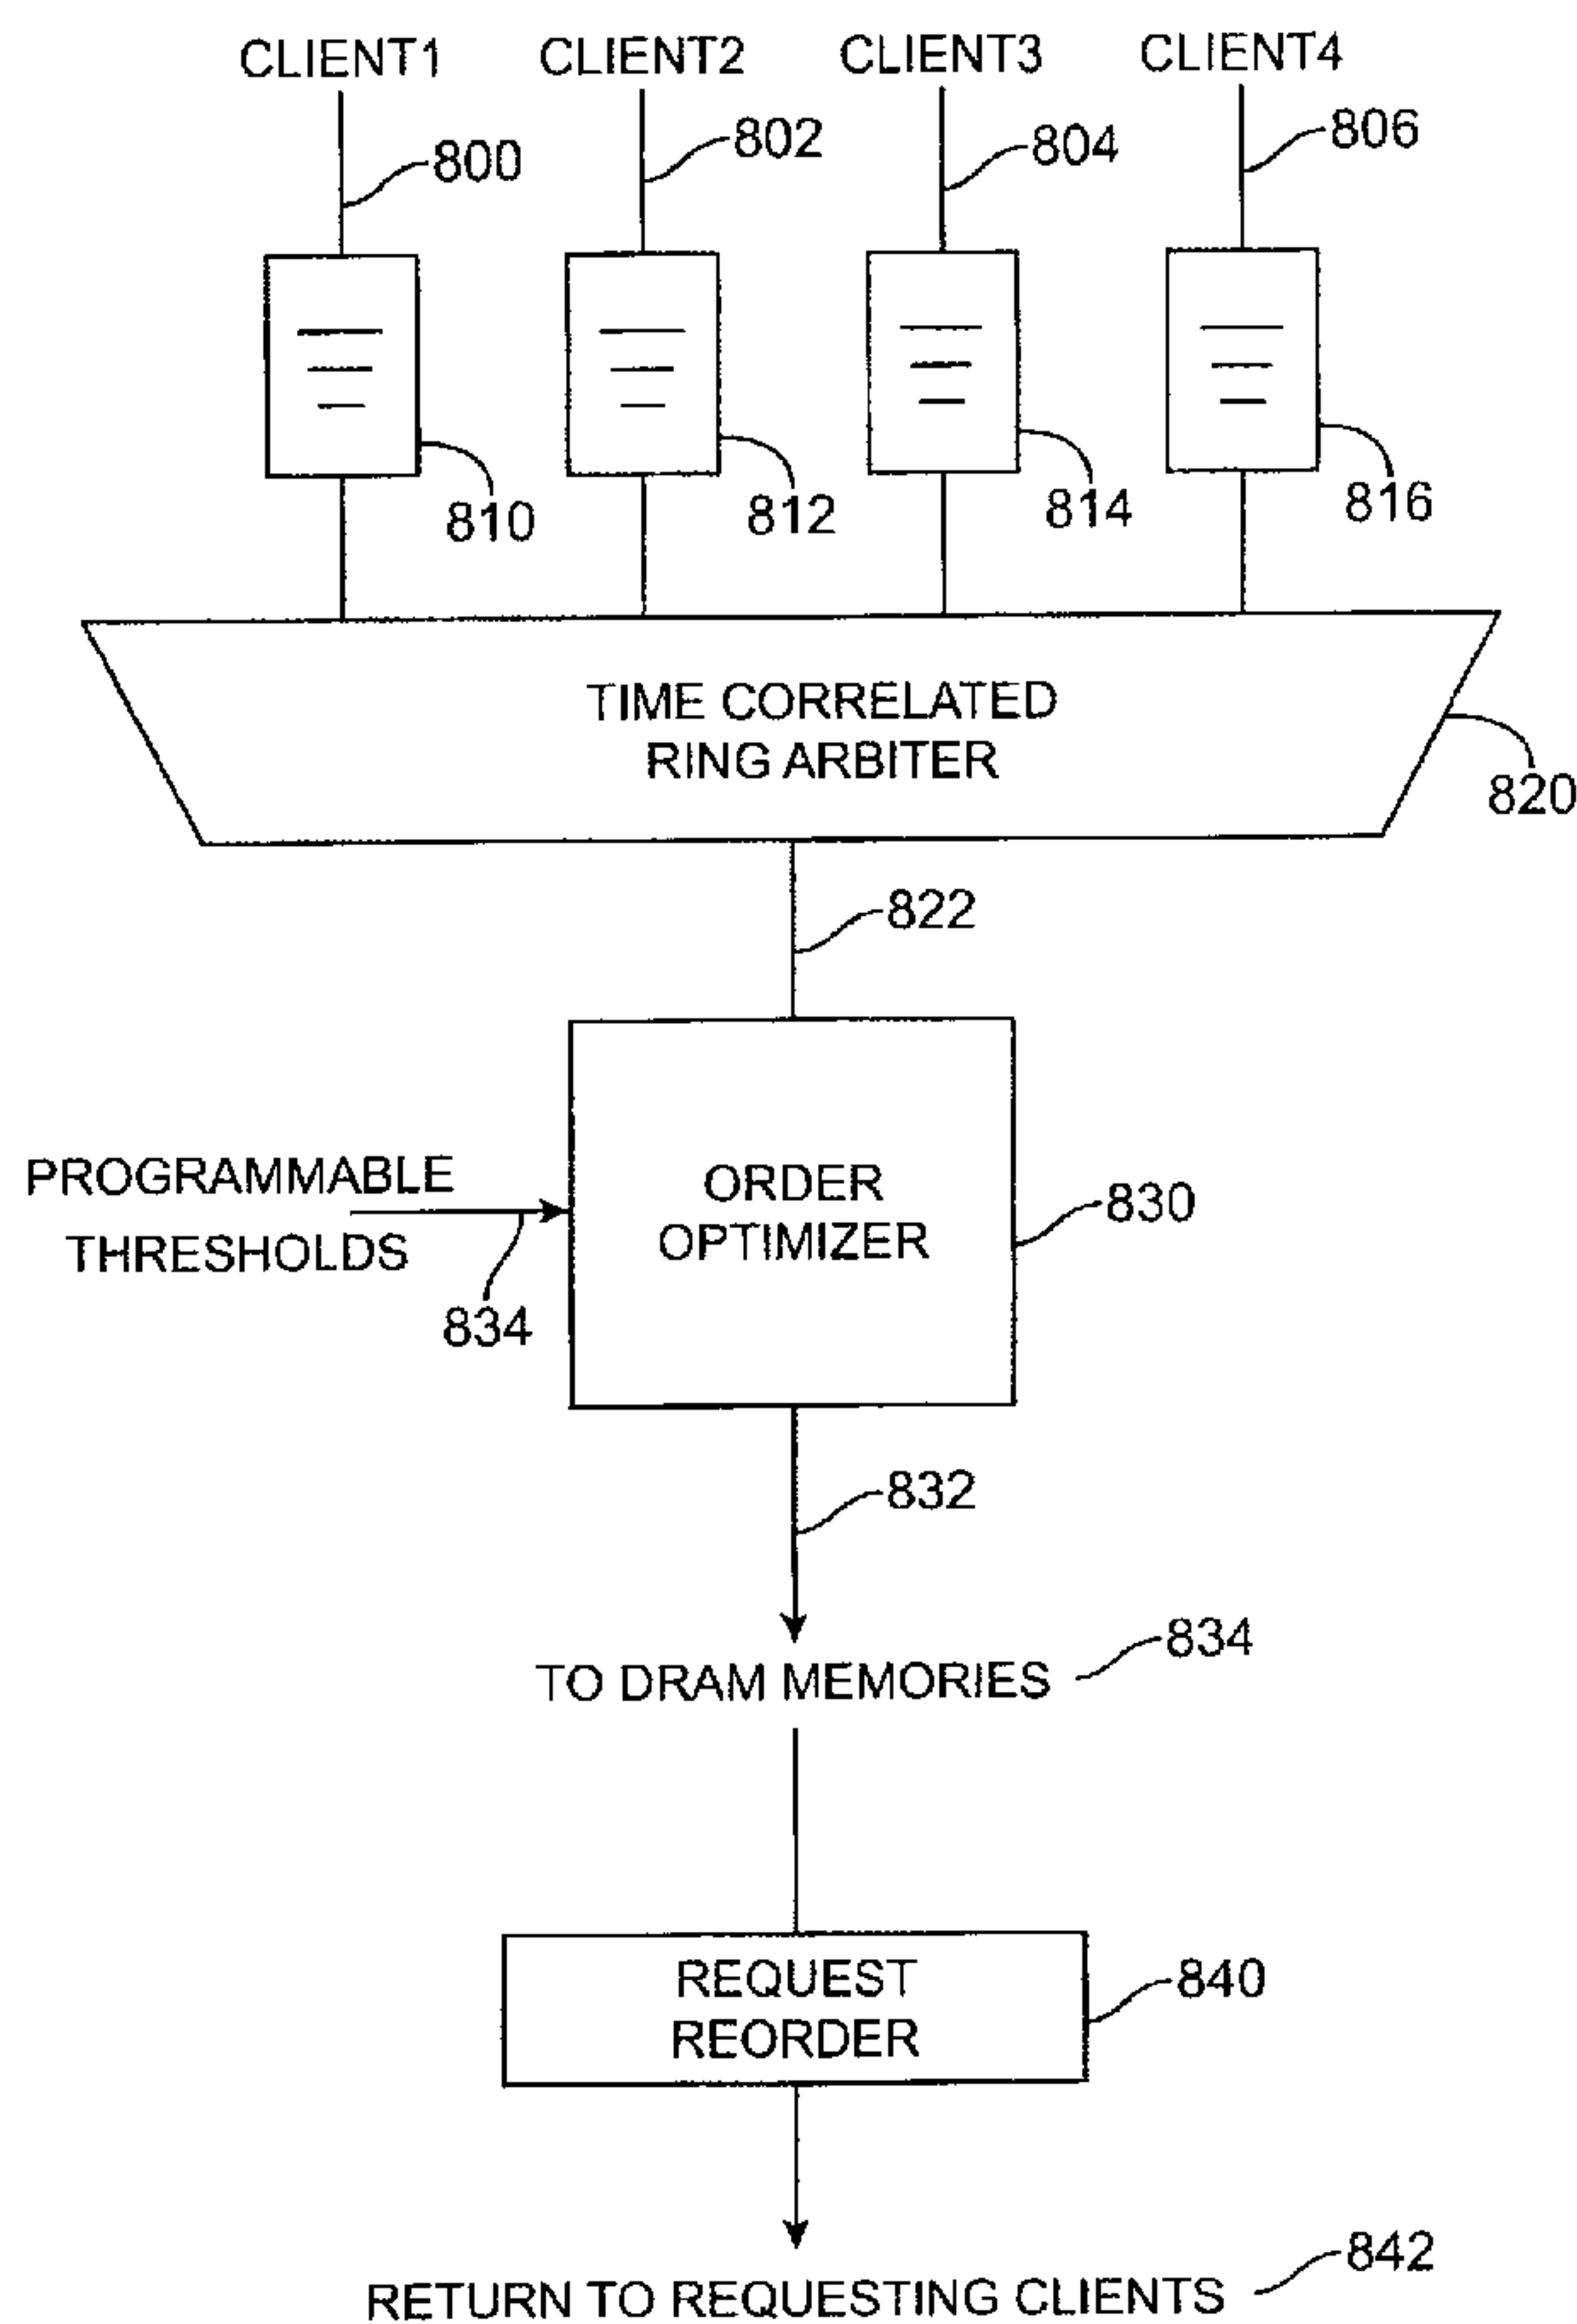 CLIENT1
CLIENT2
CLIENT3
CLIENT4
800
802
804
806
810
812
814
816
TIME CORRELATED
RING ARBITER
820
822
PROGRAMMABLE
THRESHOLDS
834
ORDER
OPTIMIZER
830
832
TO DRAM MEMORIES
834
REQUEST
REORDER
840
RETURN TO REQUESTING CLIENTS
842